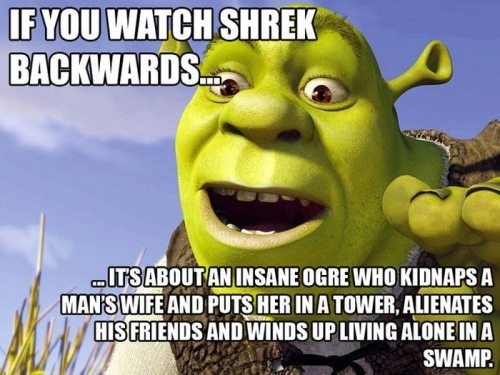 IF YOU WATCH SHREK
BACKWARDS...
... IT'S ABOUT AN INSANE OGRE WHO KIDNAPS A
MAN'S WIFE AND PUTS HER IN A TOWER, ALIENATES
HIS FRIENDS AND WINDS UP LIVING ALONE IN A
SWAMP.